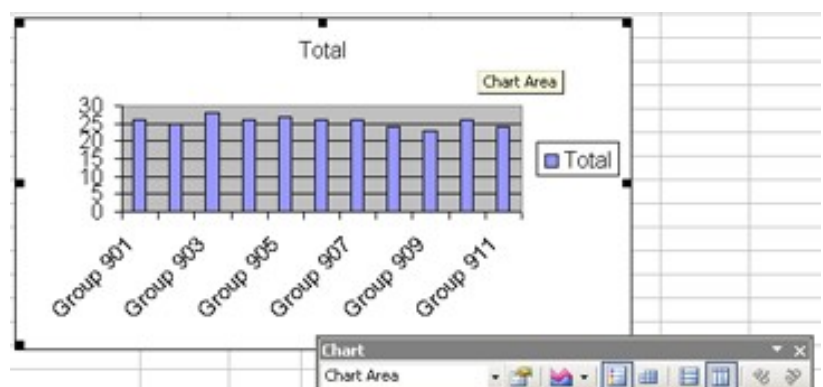 Total
Chart Area
30
25
20
15
10
5
0
Total
Group 901
Group 903
Group 905
Group 907
Group 909
Group 911
Chart
Chart Area